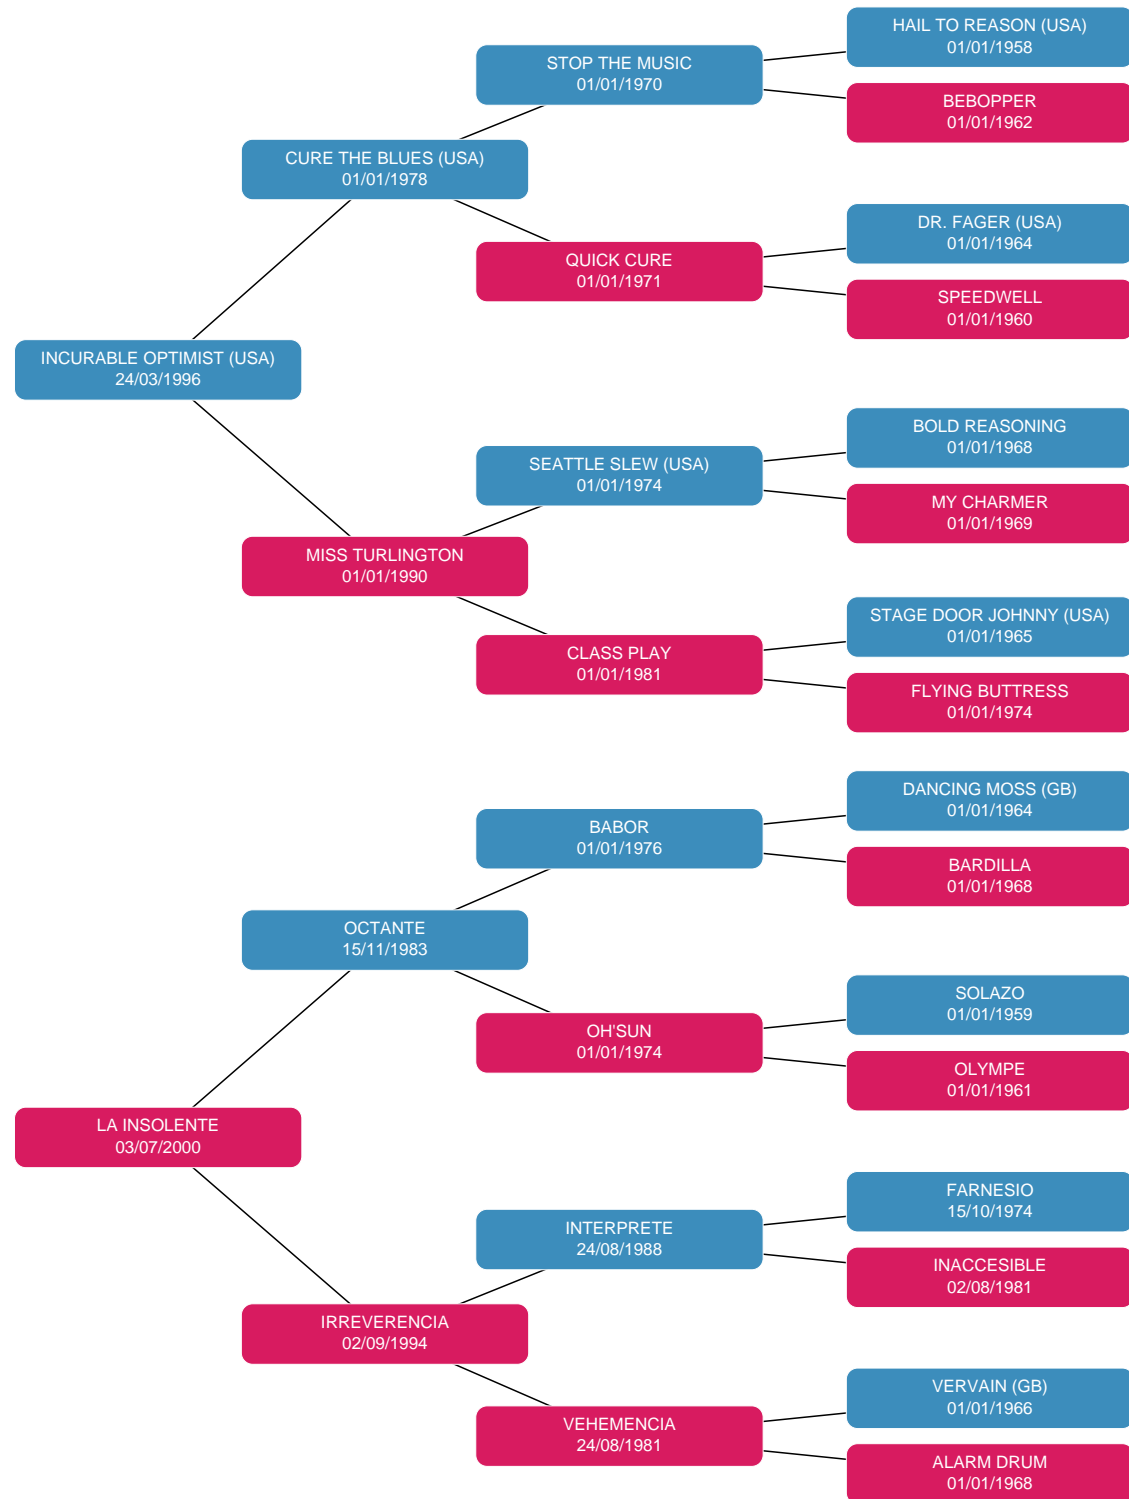 HAIL TO REASON (USA)
01/01/1958
STOP THE MUSIC
01/01/1970
BEBOPPER
01/01/1962
CURE THE BLUES (USA)
01/01/1978
DR. FAGER (USA)
01/01/1964
QUICK CURE
01/01/1971
SPEEDWELL
01/01/1960
INCURABLE OPTIMIST (USA)
24/03/1996
BOLD REASONING
01/01/1968
SEATTLE SLEW (USA)
01/01/1974
MY CHARMER
01/01/1969
MISS TURLINGTON
01/01/1990
STAGE DOOR JOHNNY (USA)
01/01/1965
CLASS PLAY
01/01/1981
FLYING BUTTRESS
01/01/1974
DANCING MOSS (GB)
01/01/1964
BABOR
01/01/1976
BARDILLA
01/01/1968
OCTANTE
15/11/1983
SOLAZO
01/01/1959
OH'SUN
01/01/1974
OLYMPE
01/01/1961
LA INSOLENTE
03/07/2000
FARNESIO
15/10/1974
INTERPRETE
24/08/1988
INACCESIBLE
02/08/1981
IRREVERENCIA
02/09/1994
VERVAIN (GB)
01/01/1966
VEHEMENCIA
24/08/1981
ALARM DRUM
01/01/1968